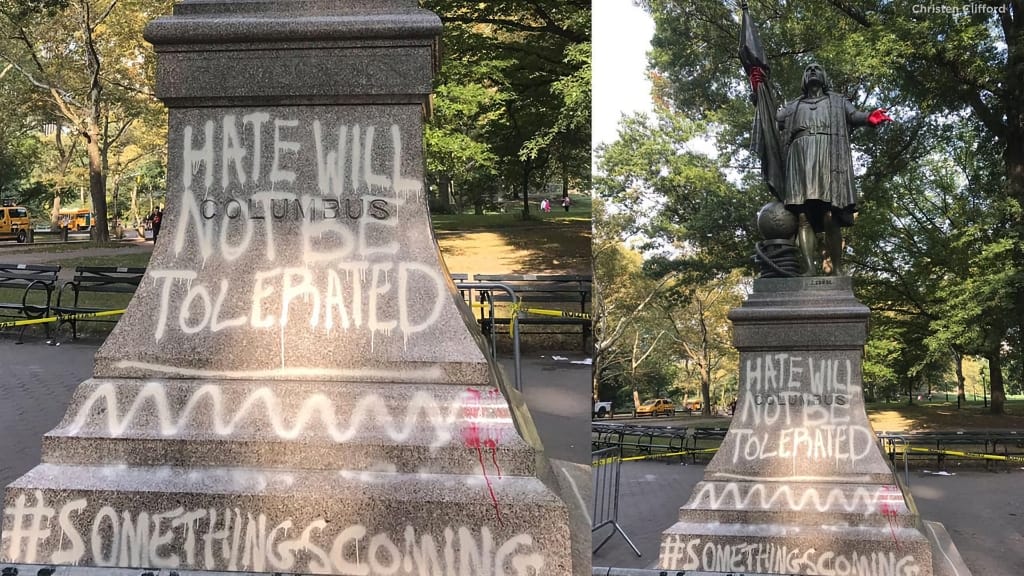 HATE WILL
COLUMBUS
NOT BE
TOLERATED
#SOMETHINGSCOMING
Christen Clifford
HATE WILL
COLUMBUS
NOT BE
TOLERATED
#SOMETHINGSCOMING